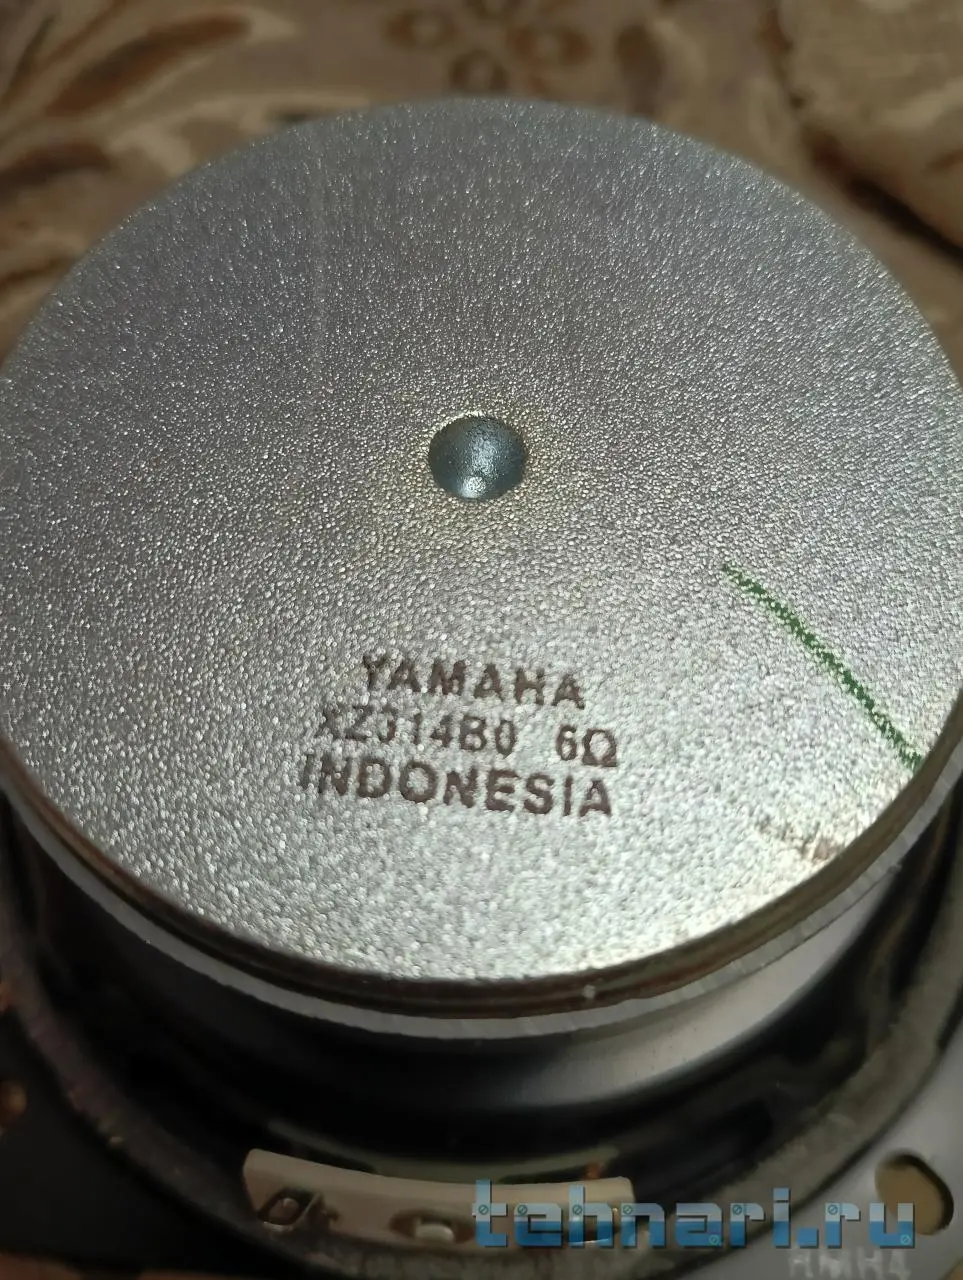 YAMAHA
XZ314B0 6Ω
INDONESIA
tehnari.ru